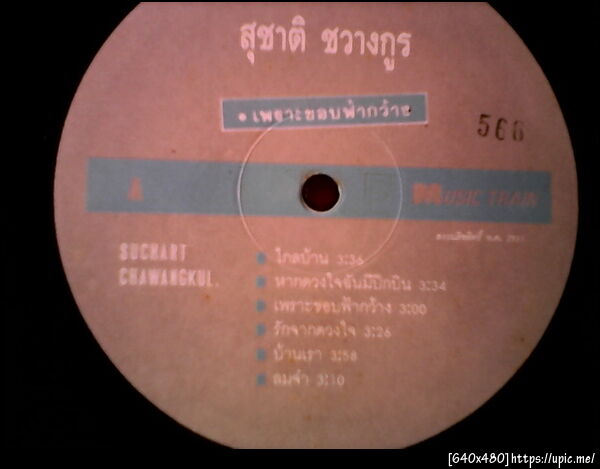 สุชาติ ชวางกูร
• เพราะขอบฟ้ากว้าง
568
A
MUSIC TRAIN
SUCHART
CHAWANGKUL.
ไกลบ้าน 3:36
หากดวงใจฉันมีปีกบิน 3:34
เพราะขอบฟ้ากว้าง 3:00
รักจากดวงใจ 3:26
บ้านเรา 3:58
ลมจ๋า 3:10
[640x480] https://upic.me/